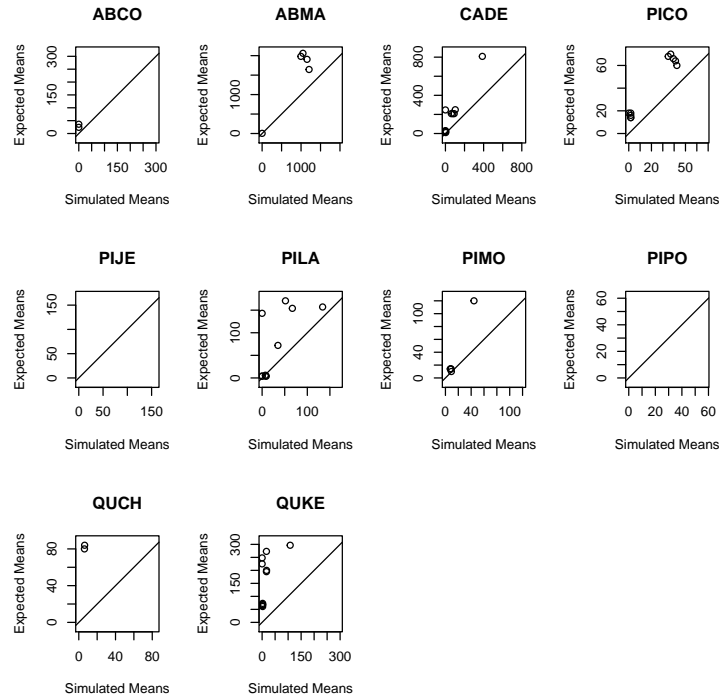 ABCO
Expected Means
0 150 300
0 150 300
Simulated Means
ABMA
Expected Means
0 1000
0 1000
Simulated Means
CADE
Expected Means
0 400 800
0 400 800
Simulated Means
PICO
Expected Means
0 20 60
0 20 60
Simulated Means
PIJE
Expected Means
0 50 150
0 50 150
Simulated Means
PILA
Expected Means
0 100
0 100
Simulated Means
PIMO
Expected Means
0 40 100
0 40 100
Simulated Means
PIPO
Expected Means
0 20 40 60
0 10 20 30 40 50 60
Simulated Means
QUCH
Expected Means
0 40 80
0 40 80
Simulated Means
QUKE
Expected Means
0 150 300
0 150 300
Simulated Means